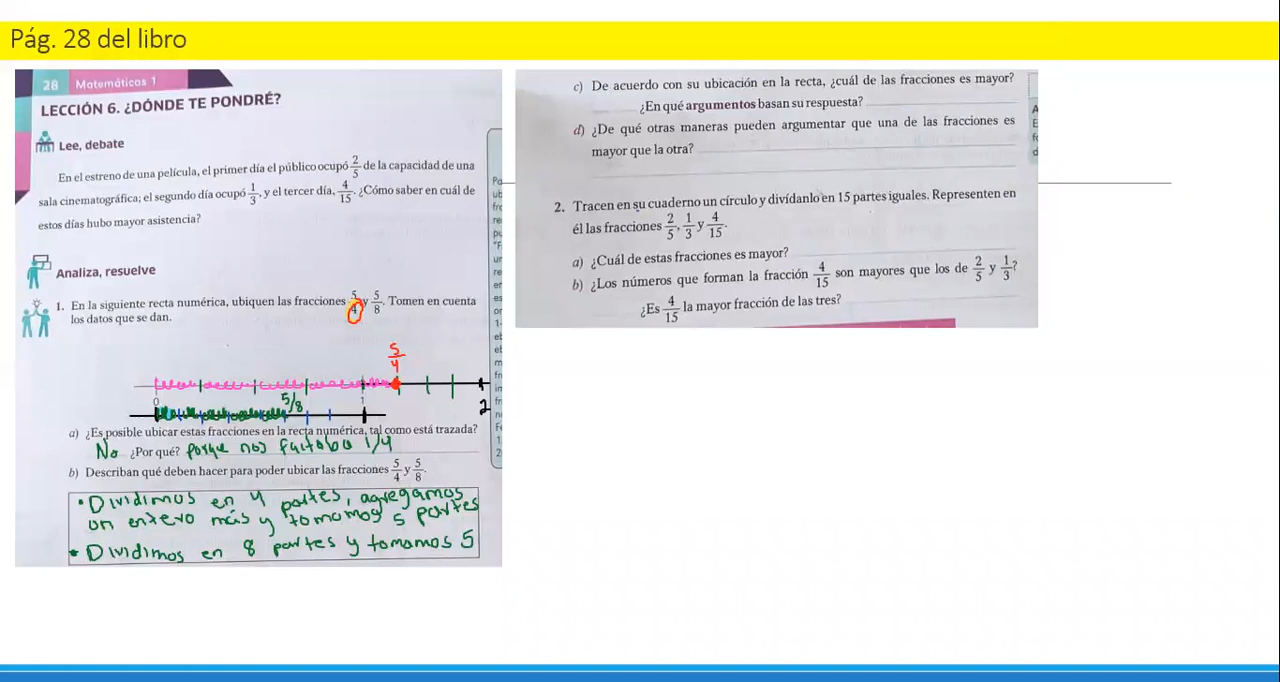 Pág. 28 del libro
28 Matemáticas 1
LECCIÓN 6. ¿DÓNDE TE PONDRÉ?
Lee, debate
En el estreno de una película, el primer día el público ocupó 2/5 de la capacidad de una
sala cinematográfica; el segundo día ocupó 1/3, y el tercer día, 4/15. ¿Cómo saber en cuál de
estos días hubo mayor asistencia?
Analiza, resuelve
1. En la siguiente recta numérica, ubiquen las fracciones 5/4 y 5/8. Tomen en cuenta
los datos que se dan.
5/4
0 5/8 1 2
a) ¿Es posible ubicar estas fracciones en la recta numérica, tal como está trazada?
No ¿Por qué? porque nos faltaba 1/4
b) Describan qué deben hacer para poder ubicar las fracciones 5/4 y 5/8.
• Dividimos en 4 partes, agregamos
un entero más y tomamos 5 partes
• Dividimos en 8 partes y tomamos 5
c) De acuerdo con su ubicación en la recta, ¿cuál de las fracciones es mayor?
¿En qué argumentos basan su respuesta?
d) ¿De qué otras maneras pueden argumentar que una de las fracciones es
mayor que la otra?
2. Tracen en su cuaderno un círculo y divídanlo en 15 partes iguales. Representen en
él las fracciones 2/5, 1/3 y 4/15.
a) ¿Cuál de estas fracciones es mayor?
b) ¿Los números que forman la fracción 4/15 son mayores que los de 2/5 y 1/3?
¿Es 4/15 la mayor fracción de las tres?